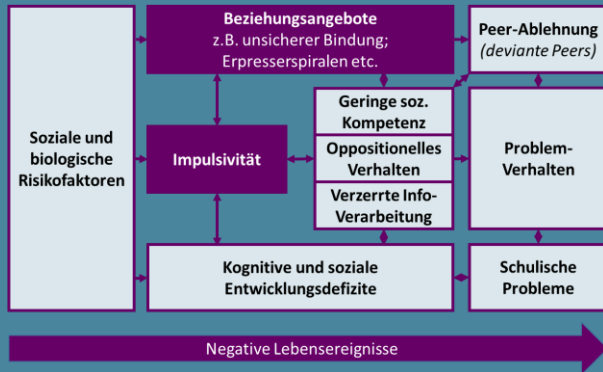 Beziehungsangebote
z.B. unsicherer Bindung;
Erpresserspiralen etc.
Peer-Ablehnung
(deviante Peers)
Soziale und
biologische
Risikofaktoren
Impulsivität
Geringe soz.
Kompetenz
Oppositionelles
Verhalten
Verzerrte Info-
Verarbeitung
Problem-
Verhalten
Kognitive und soziale
Entwicklungsdefizite
Schulische
Probleme
Negative Lebensereignisse